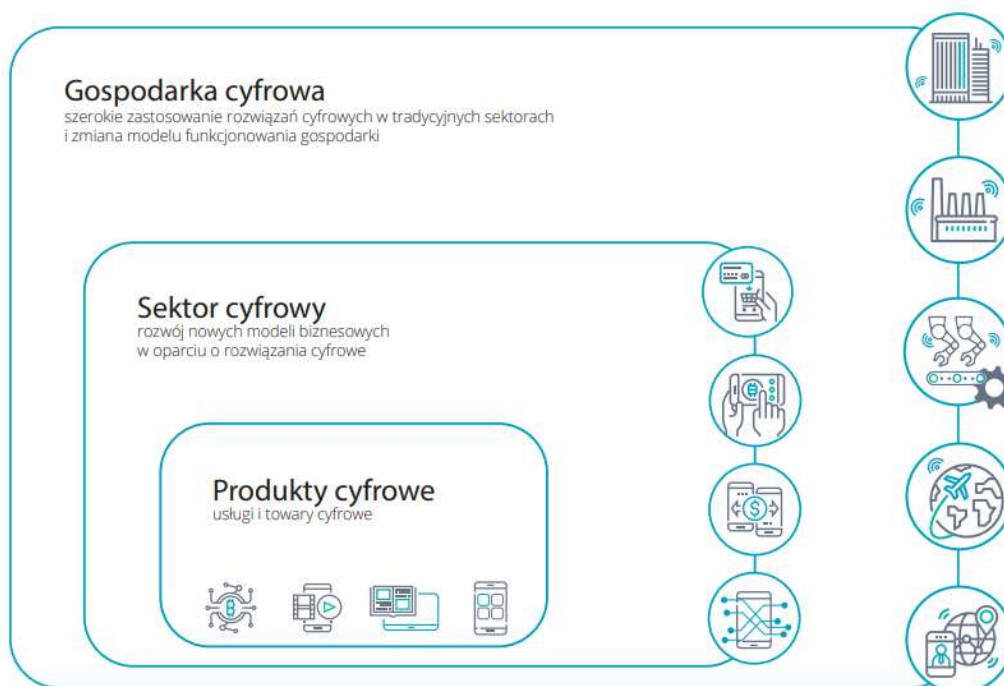 Gospodarka cyfrowa
szerokie zastosowanie rozwiązań cyfrowych w tradycyjnych sektorach
i zmiana modelu funkcjonowania gospodarki
Sektor cyfrowy
rozwój nowych modeli biznesowych
w oparciu o rozwiązania cyfrowe
Produkty cyfrowe
usługi i towary cyfrowe